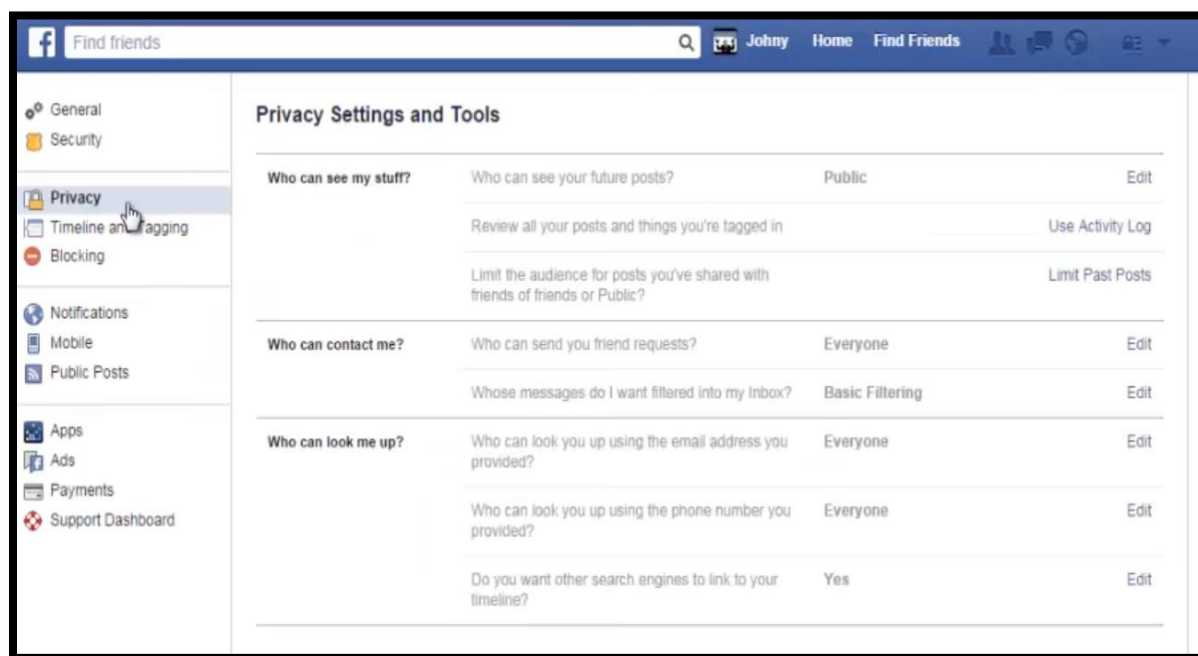 f
Find friends
Johny Home Find Friends
General
Security
Privacy
Timeline and Tagging
Blocking
Notifications
Mobile
Public Posts
Apps
Ads
Payments
Support Dashboard
Privacy Settings and Tools
Who can see my stuff? Who can see your future posts? Public Edit
Review all your posts and things you're tagged in Use Activity Log
Limit the audience for posts you've shared with Limit Past Posts
friends of friends or Public?
Who can contact me? Who can send you friend requests? Everyone Edit
Whose messages do I want filtered into my Inbox? Basic Filtering Edit
Who can look me up? Who can look you up using the email address you Everyone Edit
provided?
Who can look you up using the phone number you Everyone Edit
provided?
Do you want other search engines to link to your Yes Edit
timeline?